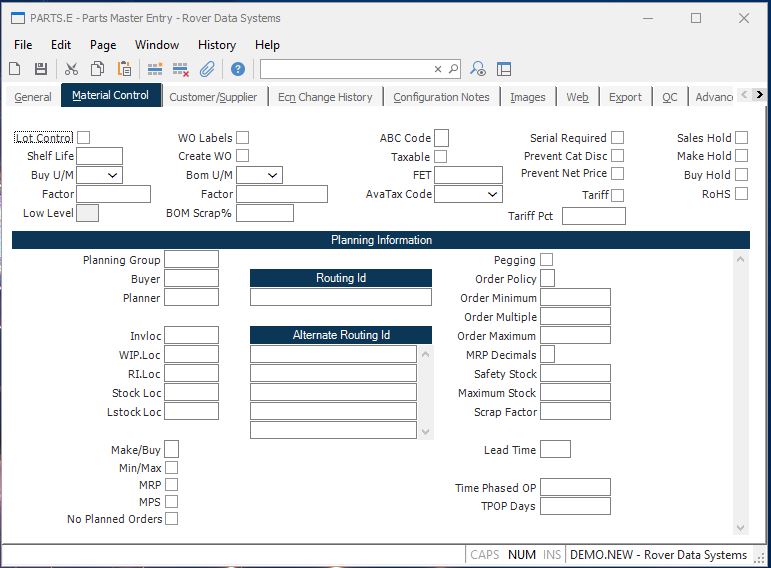 PARTS.E - Parts Master Entry - Rover Data Systems
File Edit Page Window History Help
General Material Control Customer/Supplier Ecn Change History Configuration Notes Images Web Export QC Advanc
Lot Control WO Labels ABC Code Serial Required Sales Hold
Shelf Life Create WO Taxable Prevent Cat Disc Make Hold
Buy U/M Bom U/M FET Prevent Net Price Buy Hold
Factor Factor AvaTax Code Tariff RoHS
Low Level BOM Scrap% Tariff Pct
Planning Information
Planning Group Pegging
Buyer Routing Id Order Policy
Planner Order Minimum
Order Multiple
Invloc Alternate Routing Id Order Maximum
WIP.Loc MRP Decimals
RI.Loc Safety Stock
Stock Loc Maximum Stock
Lstock Loc Scrap Factor
Make/Buy Lead Time
Min/Max
MRP Time Phased OP
MPS TPOP Days
No Planned Orders
CAPS NUM INS DEMO.NEW - Rover Data Systems